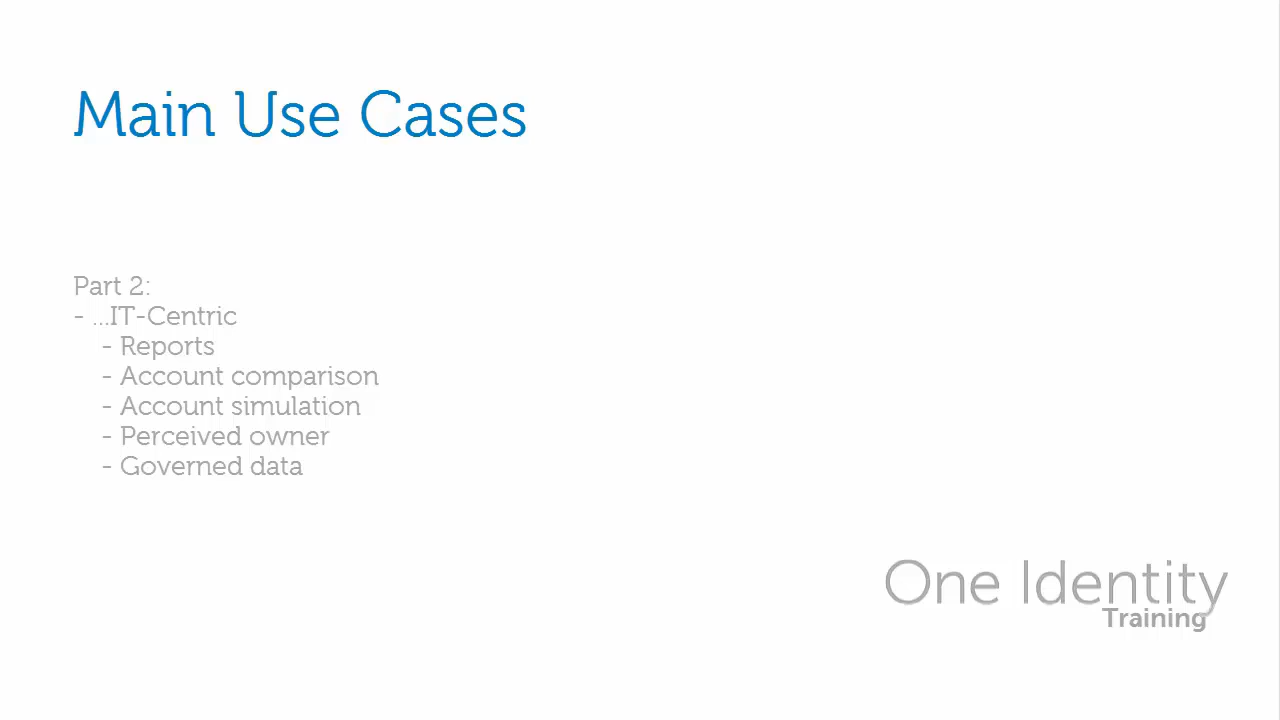 Main Use Cases
Part 2:
- ...IT-Centric
- Reports
- Account comparison
- Account simulation
- Perceived owner
- Governed data
One Identity
Training